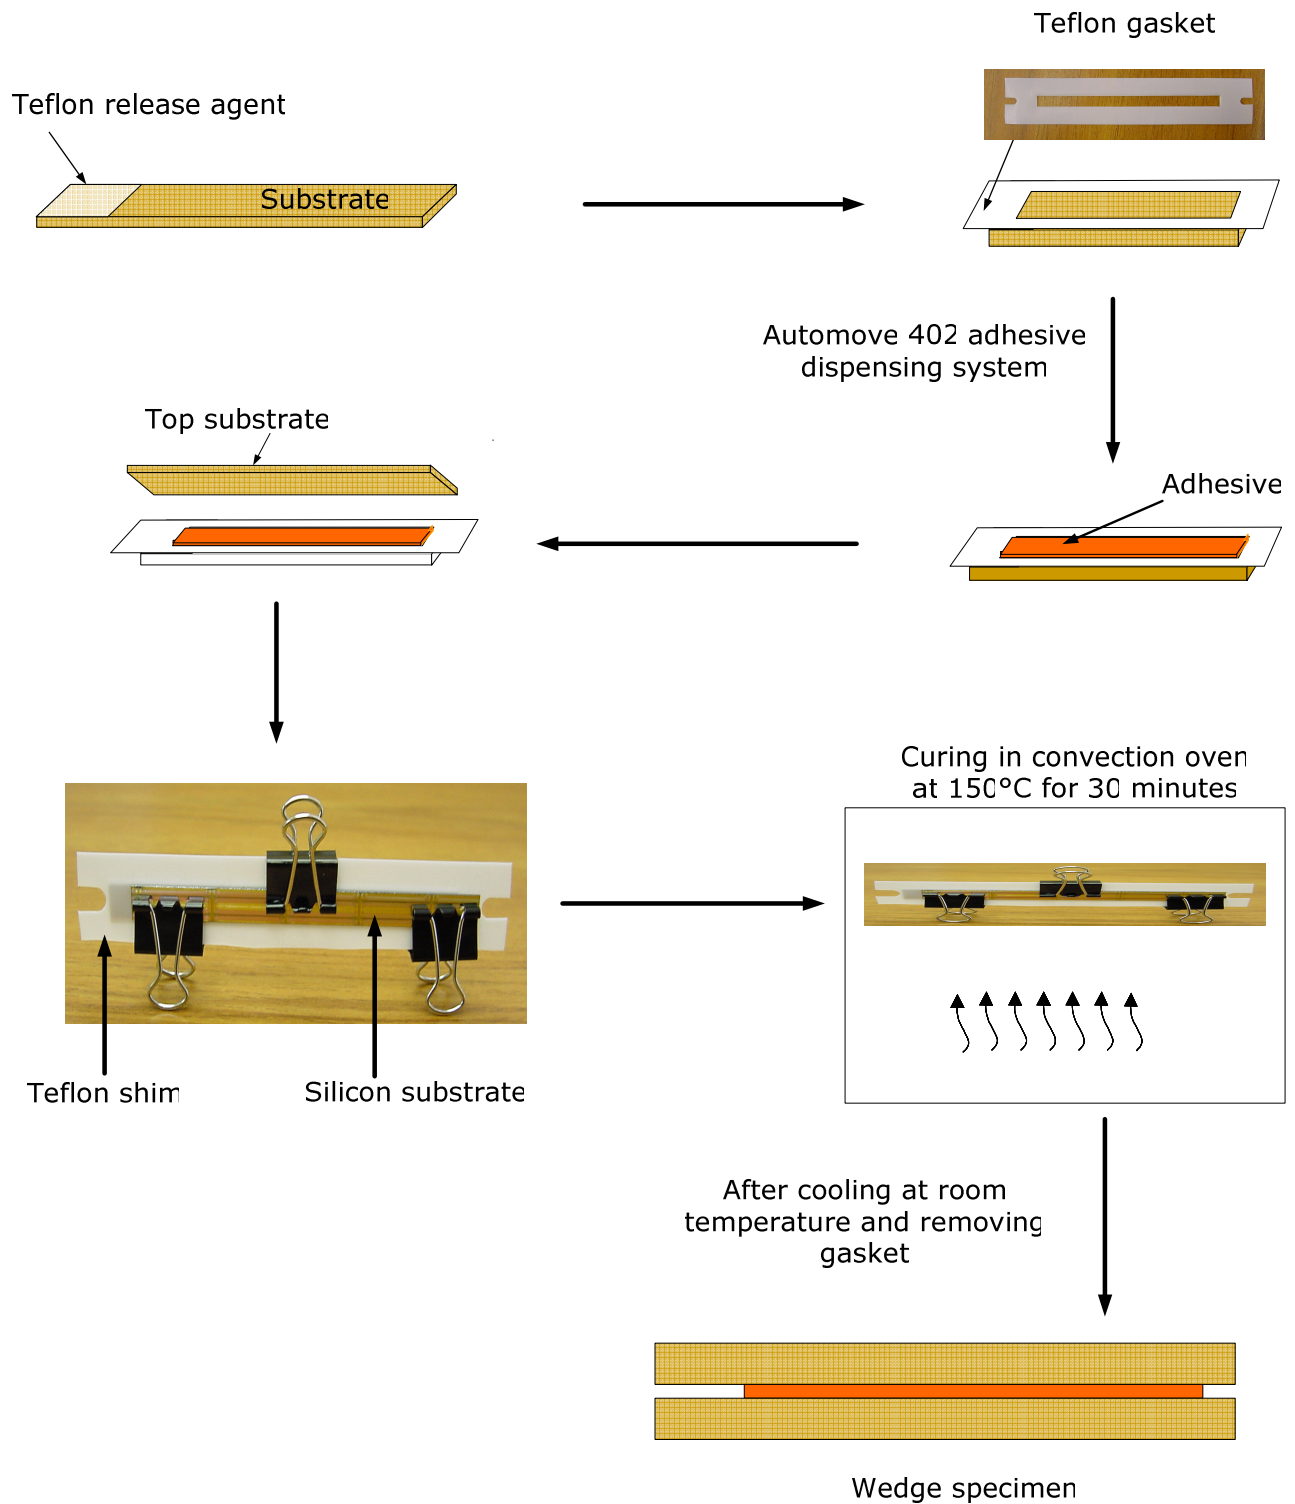 Teflon gasket
Teflon release agent
Substrate
Automove 402 adhesive
dispensing system
Top substrate
Adhesive
Curing in convection oven
at 150°C for 30 minutes
Teflon shim
Silicon substrate
After cooling at room
temperature and removing
gasket
Wedge specimen